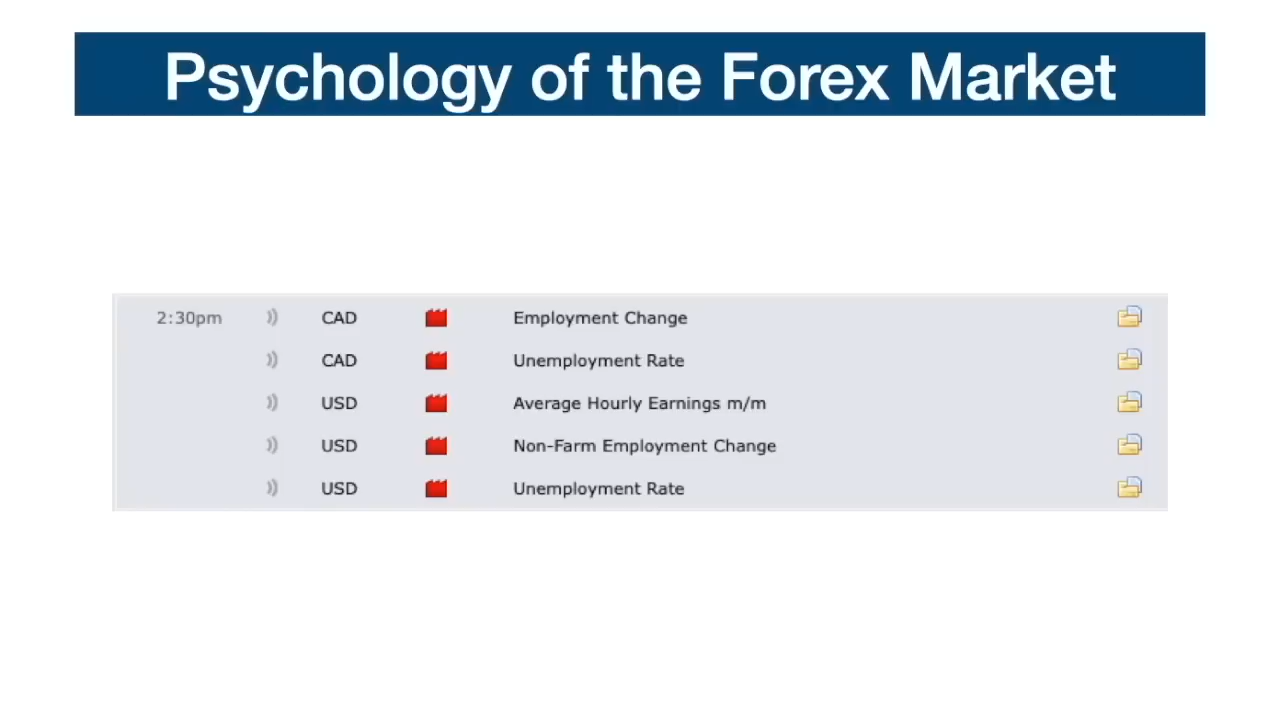 Psychology of the Forex Market
2:30pm CAD Employment Change
CAD Unemployment Rate
USD Average Hourly Earnings m/m
USD Non-Farm Employment Change
USD Unemployment Rate